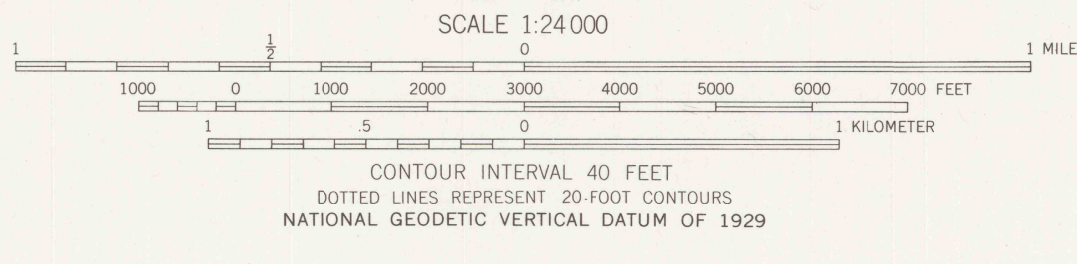 SCALE 1:24 000
1 ½ 0 1 MILE
1000 0 1000 2000 3000 4000 5000 6000 7000 FEET
1 .5 0 1 KILOMETER
CONTOUR INTERVAL 40 FEET
DOTTED LINES REPRESENT 20-FOOT CONTOURS
NATIONAL GEODETIC VERTICAL DATUM OF 1929